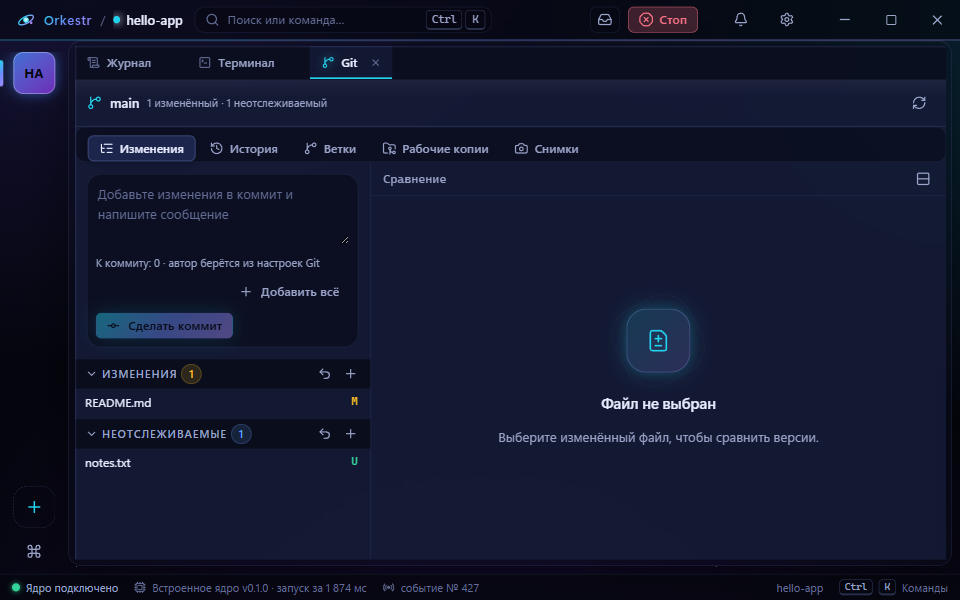 Orkestr / hello-app
Поиск или команда...
Ctrl K
Стоп
HA
Журнал
Терминал
Git
main 1 изменённый · 1 неотслеживаемый
Изменения
История
Ветки
Рабочие копии
Снимки
Добавьте изменения в коммит и
напишите сообщение
К коммиту: 0 · автор берётся из настроек Git
Добавить всё
Сделать коммит
ИЗМЕНЕНИЯ 1
README.md M
НЕОТСЛЕЖИВАЕМЫЕ 1
notes.txt U
Сравнение
Файл не выбран
Выберите изменённый файл, чтобы сравнить версии.
Ядро подключено
Встроенное ядро v0.1.0 · запуск за 1 874 мс
событие № 427
hello-app
Ctrl K Команды